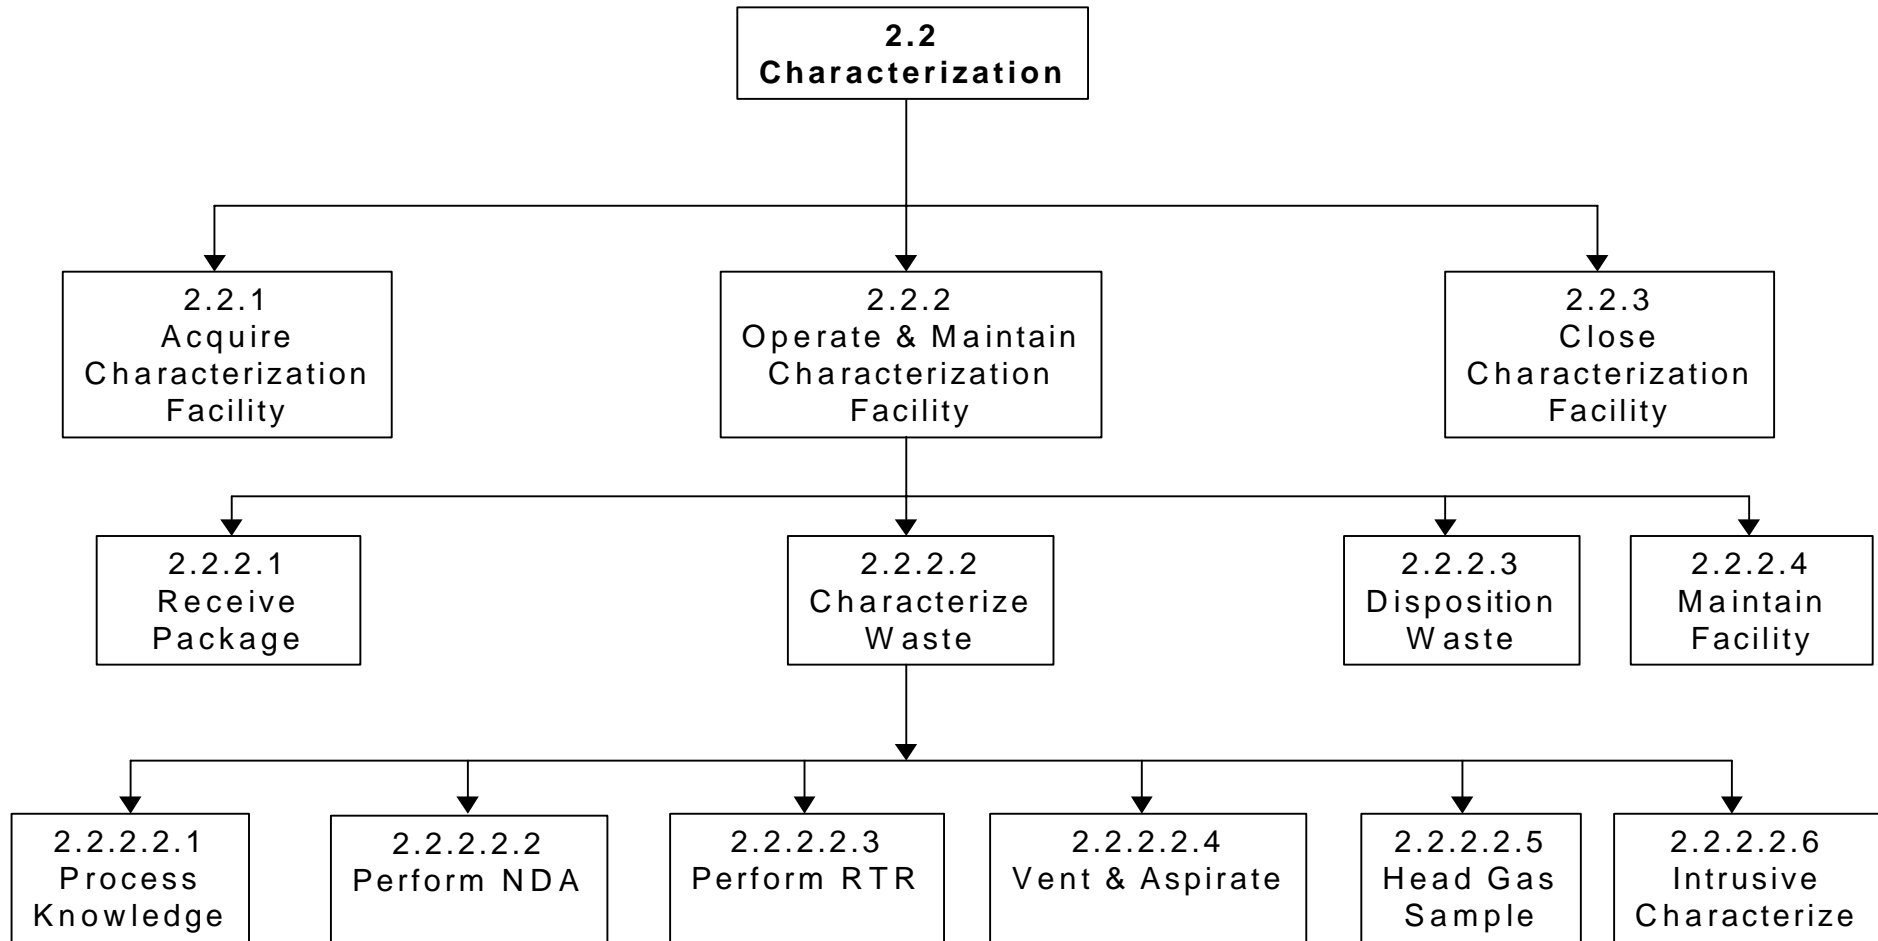 2.2
Characterization
2.2.1
Acquire
Characterization
Facility
2.2.2
Operate & Maintain
Characterization
Facility
2.2.3
Close
Characterization
Facility
2.2.2.1
Receive
Package
2.2.2.2
Characterize
Waste
2.2.2.3
Disposition
Waste
2.2.2.4
Maintain
Facility
2.2.2.2.1
Process
Knowledge
2.2.2.2.2
Perform NDA
2.2.2.2.3
Perform RTR
2.2.2.2.4
Vent & Aspirate
2.2.2.2.5
Head Gas
Sample
2.2.2.2.6
Intrusive
Characterize